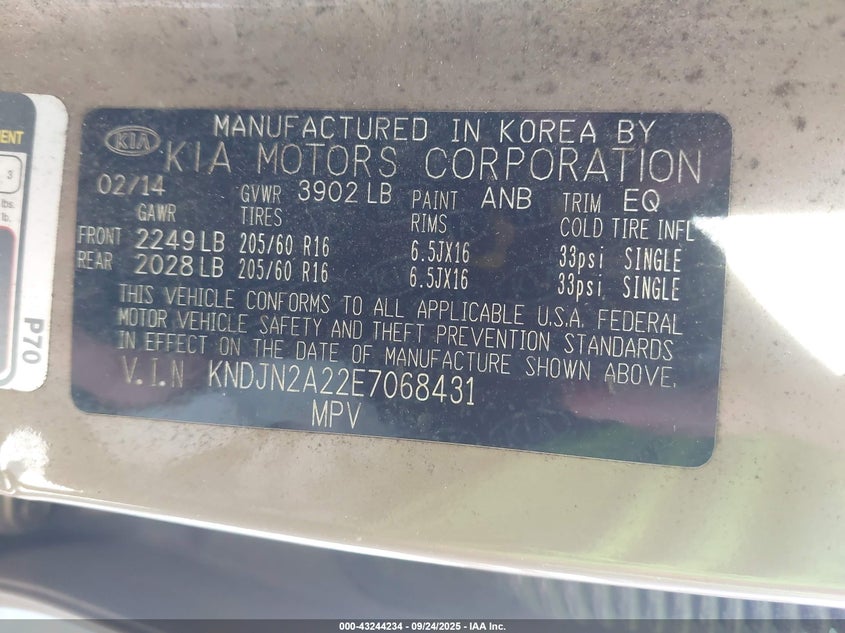 MENT
3
lbs.
lb.
P70
KIA
MANUFACTURED IN KOREA BY
KIA MOTORS CORPORATION
02/14 GVWR 3902 LB PAINT ANB TRIM EQ
GAWR TIRES RIMS COLD TIRE INFL
FRONT 2249 LB 205/60 R16 6.5JX16 33psi SINGLE
REAR 2028 LB 205/60 R16 6.5JX16 33psi SINGLE
THIS VEHICLE CONFORMS TO ALL APPLICABLE U.S.A. FEDERAL
MOTOR VEHICLE SAFETY AND THEFT PREVENTION STANDARDS
IN EFFECT ON THE DATE OF MANUFACTURE SHOWN ABOVE.
V.I.N KNDJN2A22E7068431
MPV
000-43244234 - 09/24/2025 - IAA Inc.